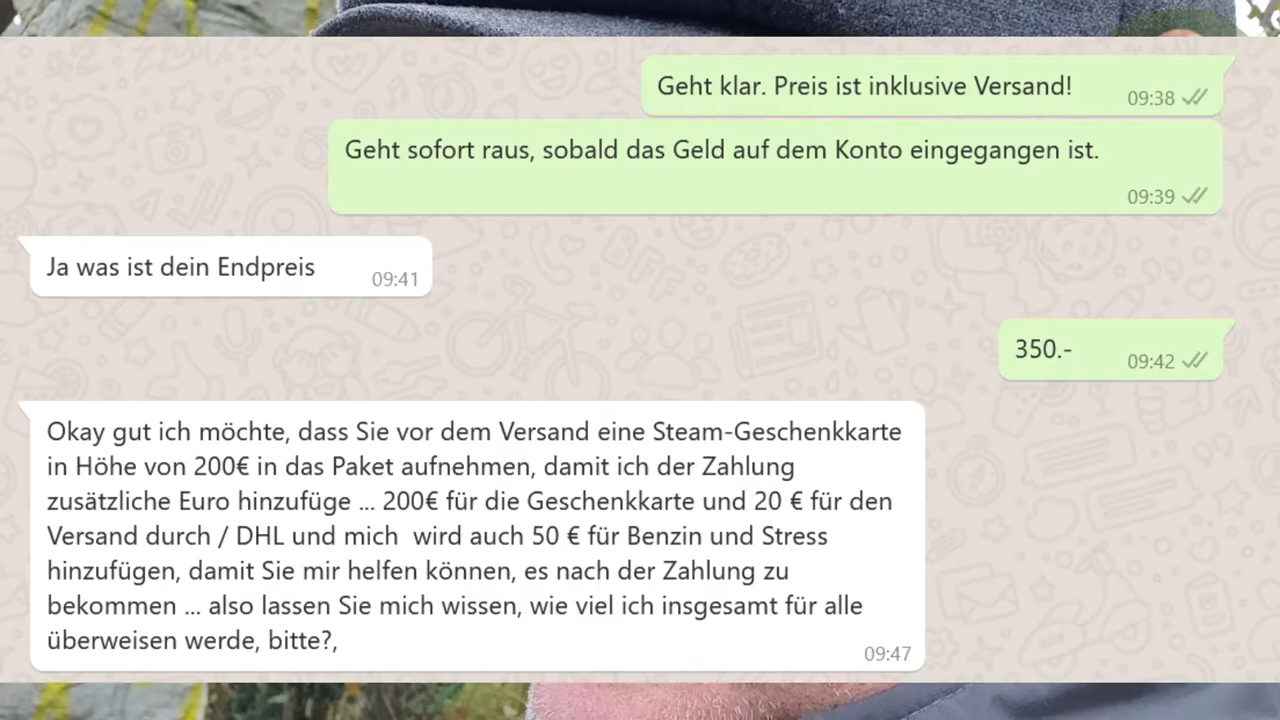 Geht klar. Preis ist inklusive Versand!
09:38
Geht sofort raus, sobald das Geld auf dem Konto eingegangen ist.
09:39
Ja was ist dein Endpreis
09:41
350.-
09:42
Okay gut ich möchte, dass Sie vor dem Versand eine Steam-Geschenkkarte
in Höhe von 200€ in das Paket aufnehmen, damit ich der Zahlung
zusätzliche Euro hinzufüge ... 200€ für die Geschenkkarte und 20 € für den
Versand durch / DHL und mich  wird auch 50 € für Benzin und Stress
hinzufügen, damit Sie mir helfen können, es nach der Zahlung zu
bekommen ... also lassen Sie mich wissen, wie viel ich insgesamt für alle
überweisen werde, bitte?,
09:47